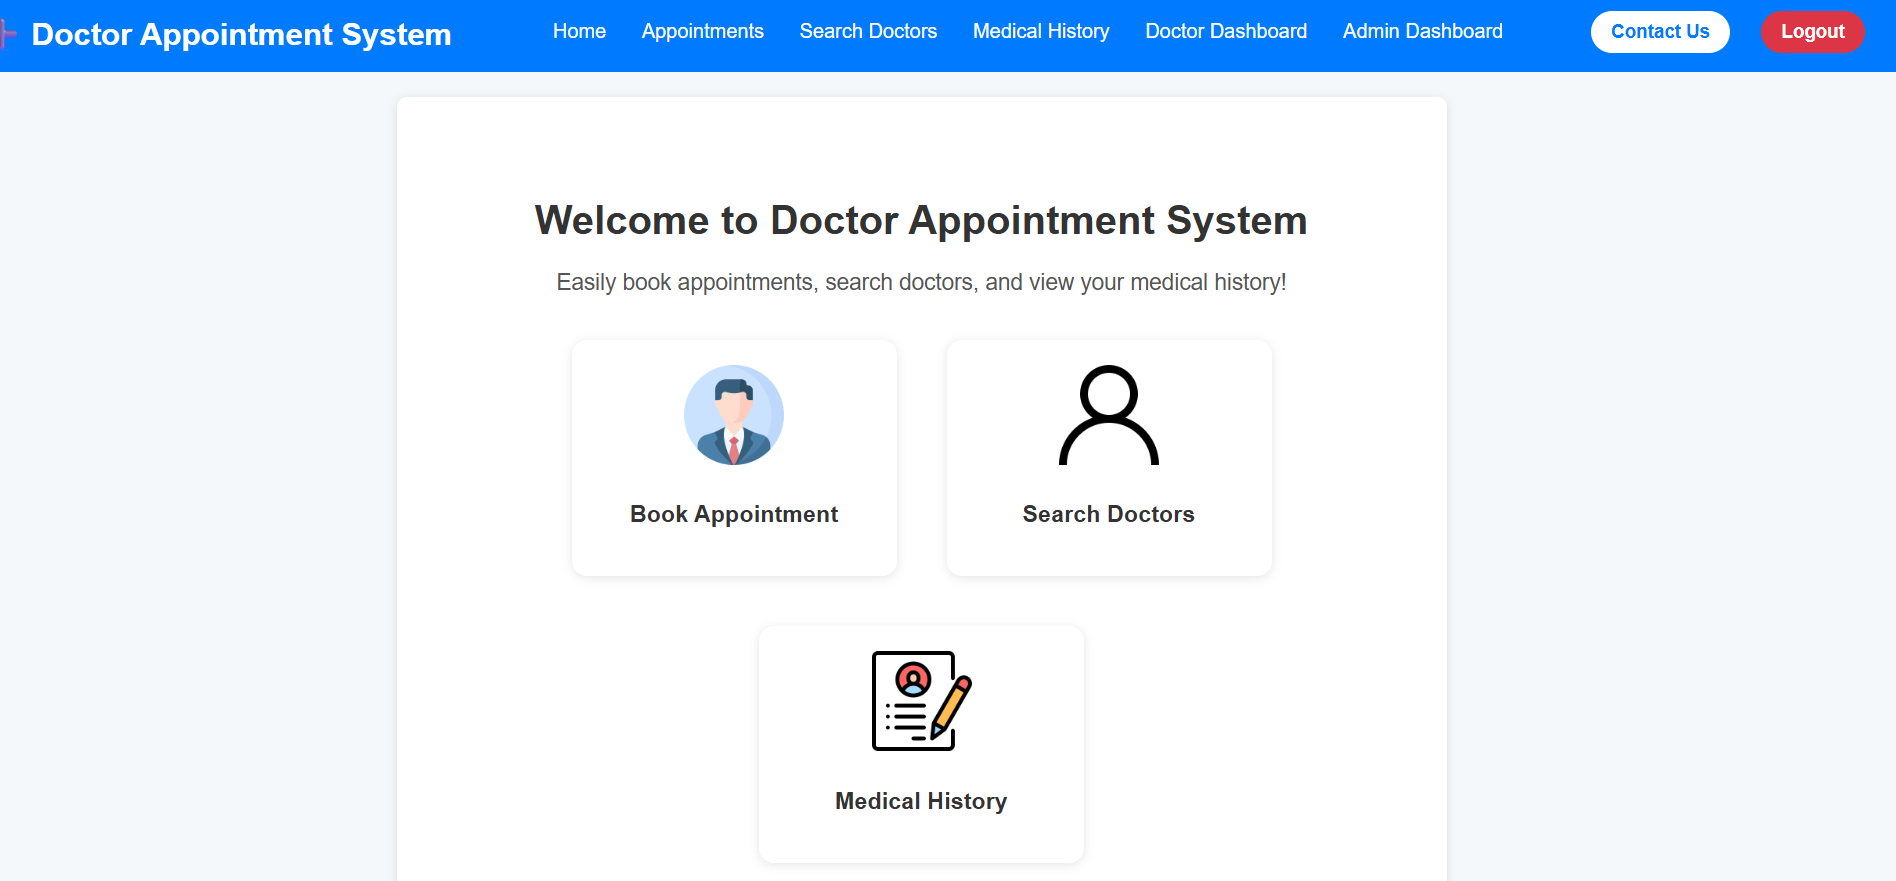 Doctor Appointment System
Home Appointments Search Doctors Medical History Doctor Dashboard Admin Dashboard Contact Us Logout
Welcome to Doctor Appointment System
Easily book appointments, search doctors, and view your medical history!
Book Appointment
Search Doctors
Medical History